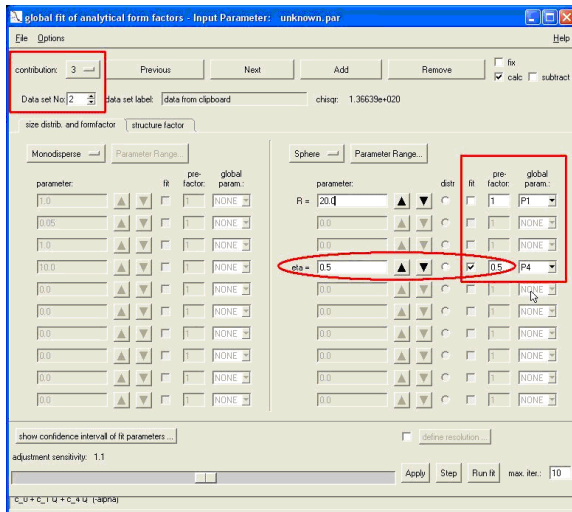 global fit of analytical form factors - Input Parameter: unknown.par
File Options Help
contribution: 3 Previous Next Add Remove fix
calc subtract
Data set No: 2 data set label: data from clipboard chisqr: 1.36639e+020
size distrib. and formfactor structure factor
Monodisperse Parameter Range... Sphere Parameter Range...
parameter: fit pre-factor: global param.: parameter: distr fit pre-factor: global param.:
1.0 1 NONE R = 20.0 1 P1
0.05 1 NONE 0.0 1 NONE
1.0 1 NONE 0.0 1 NONE
10.0 1 NONE eta = 0.5 0.5 P4
0.0 1 NONE 0.0 1 NONE
0.0 1 NONE 0.0 1 NONE
0.0 1 NONE 0.0 1 NONE
0.0 1 NONE 0.0 1 NONE
0.0 1 NONE 0.0 1 NONE
0.0 1 NONE 0.0 1 NONE
show confidence intervall of fit parameters ... define resolution ...
adjustment sensitivity: 1.1
Apply Step Run fit max. iter.: 10
c_0 + c_1 Q + c_4 Q^(-alpha)